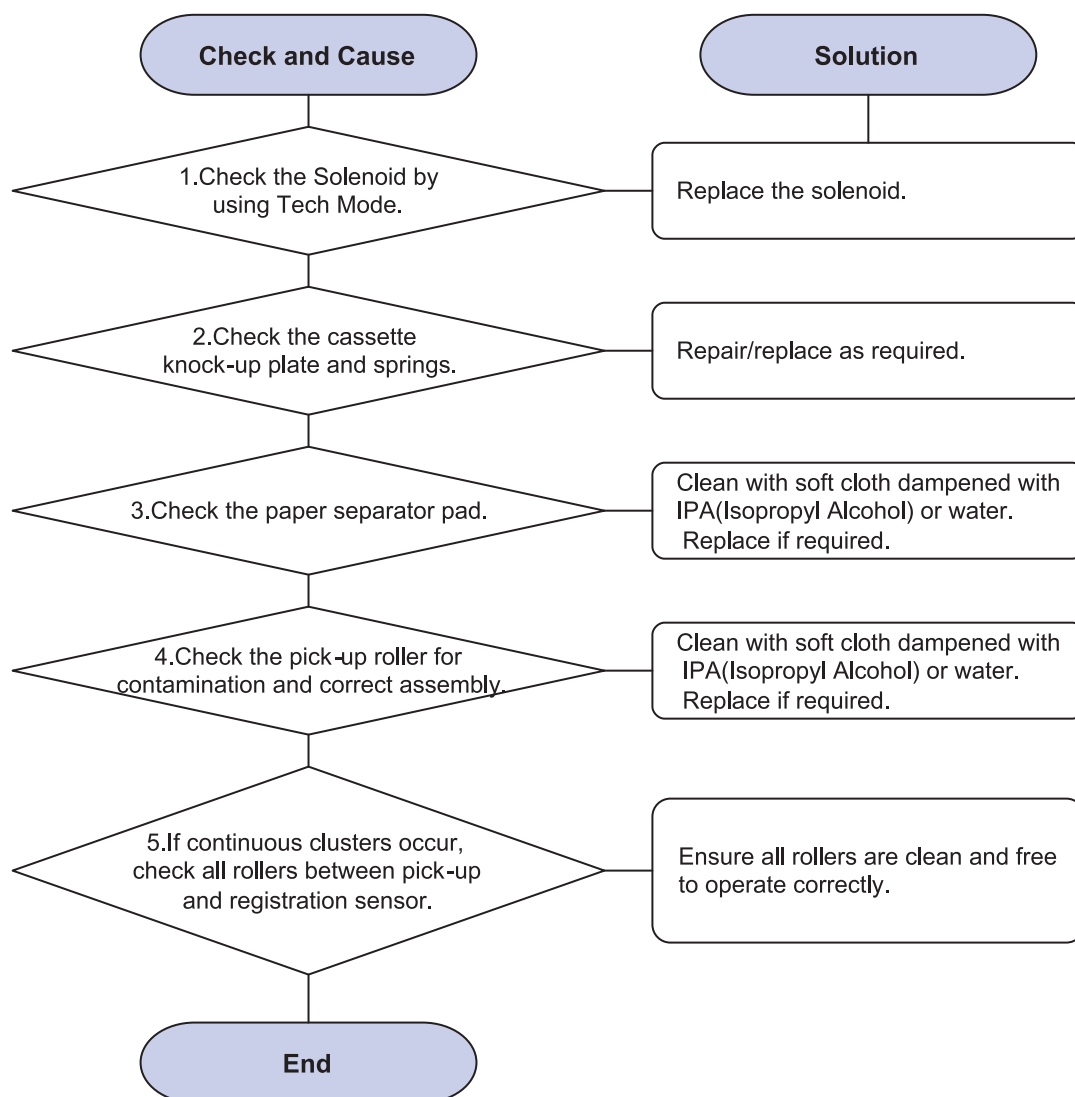 Check and Cause
Solution
1.Check the Solenoid by
using Tech Mode.
Replace the solenoid.
2.Check the cassette
knock-up plate and springs.
Repair/replace as required.
3.Check the paper separator pad.
Clean with soft cloth dampened with
IPA(Isopropyl Alcohol) or water.
Replace if required.
4.Check the pick-up roller for
contamination and correct assembly.
Clean with soft cloth dampened with
IPA(Isopropyl Alcohol) or water.
Replace if required.
5.If continuous clusters occur,
check all rollers between pick-up
and registration sensor.
Ensure all rollers are clean and free
to operate correctly.
End